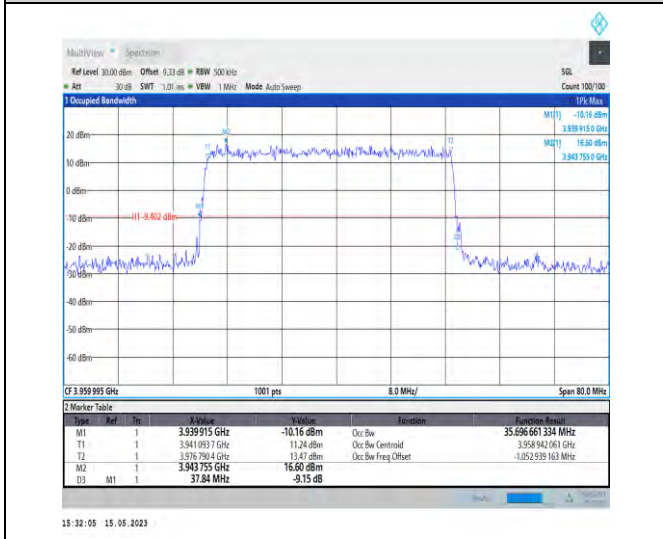 MultiView Spectrum
Ref Level 30.00 dBm Offset 9.33 dB RBW 500 kHz SGL
Att 30 dB SWT 1.01 ms VBW 1 MHz Mode Auto Sweep Count 100/100
1 Occupied Bandwidth 1Pk Max
M1[1] -10.16 dBm
3.939 915 0 GHz
M2[1] 16.60 dBm
3.943 755 0 GHz
20 dBm
M2
T1
T2
10 dBm
0 dBm
M1
-10 dBm
H1 -9.402 dBm
-20 dBm
D3
-30 dBm
-40 dBm
-50 dBm
-60 dBm
CF 3.959 995 GHz 1001 pts 8.0 MHz/ Span 80.0 MHz
2 Marker Table
Type Ref Trc X-Value Y-Value Function Function Result
M1 1 3.939 915 GHz -10.16 dBm Occ Bw 35.696 661 334 MHz
T1 1 3.941 093 7 GHz 11.24 dBm Occ Bw Centroid 3.958 942 061 GHz
T2 1 3.976 790 4 GHz 13.47 dBm Occ Bw Freq Offset -1.052 939 163 MHz
M2 1 3.943 755 GHz 16.60 dBm
D3 M1 1 37.84 MHz -9.15 dB
15:32:05 15.05.2023